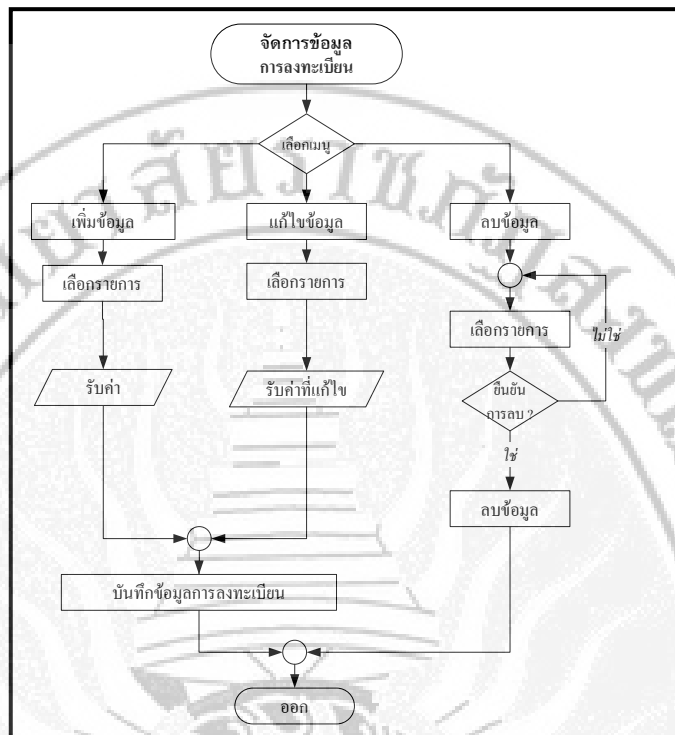 จัดการข้อมูล
การลงทะเบียน
เลือกเมนู
เพิ่มข้อมูล
แก้ไขข้อมูล
ลบข้อมูล
เลือกรายการ
เลือกรายการ
เลือกรายการ
ไม่ใช่
รับค่า
รับค่าที่แก้ไข
ยืนยัน
การลบ ?
ใช่
ลบข้อมูล
บันทึกข้อมูลการลงทะเบียน
ออก